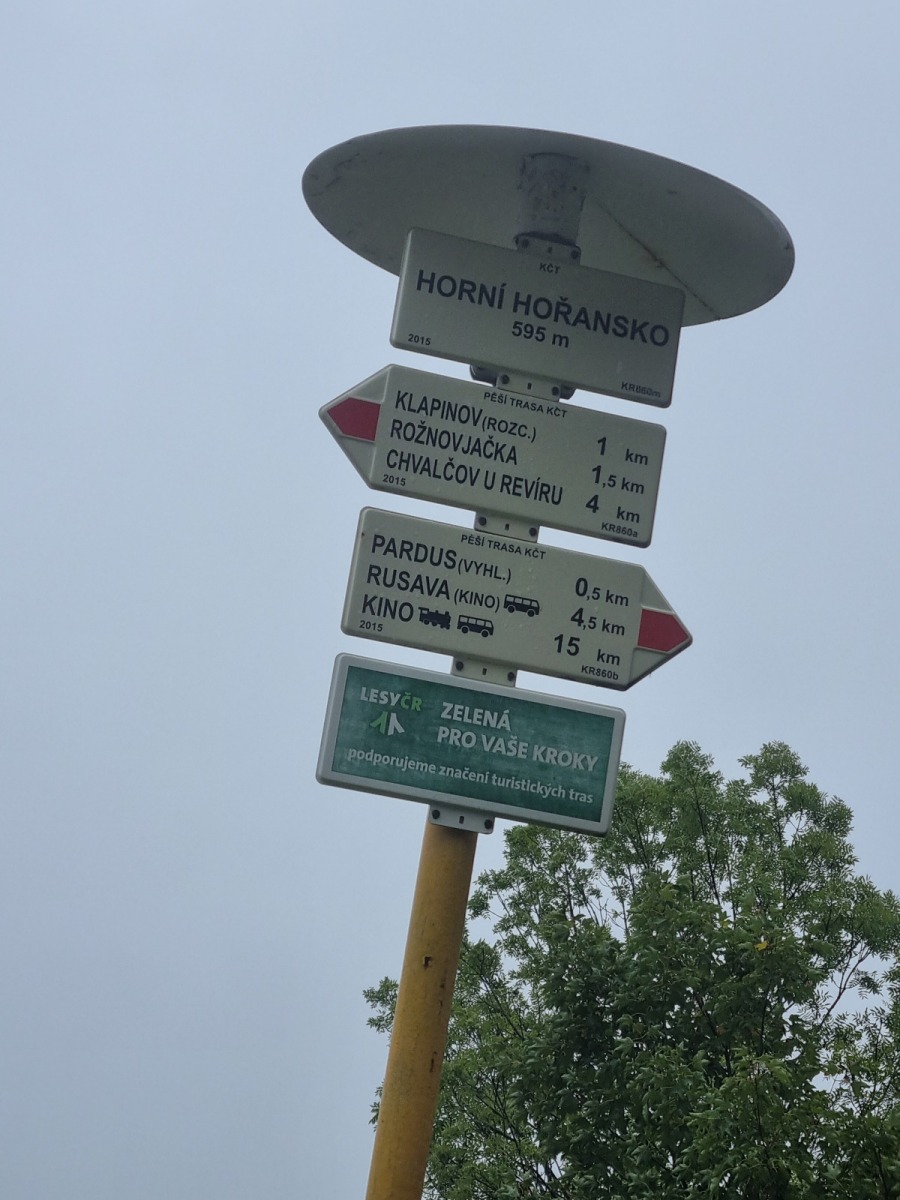 KČT
HORNÍ HOŘANSKO
595 m
2015 KR860m
PĚŠÍ TRASA KČT
KLAPINOV (ROZC.) 1 km
ROŽNOVJAČKA 1,5 km
CHVALČOV U REVÍRU 4 km
2015 KR860a
PĚŠÍ TRASA KČT
PARDUS (VYHL.) 0,5 km
RUSAVA (KINO) 4,5 km
KINO 15 km
2015 KR860b
LESYČR
ZELENÁ
PRO VAŠE KROKY
podporujeme značení turistických tras